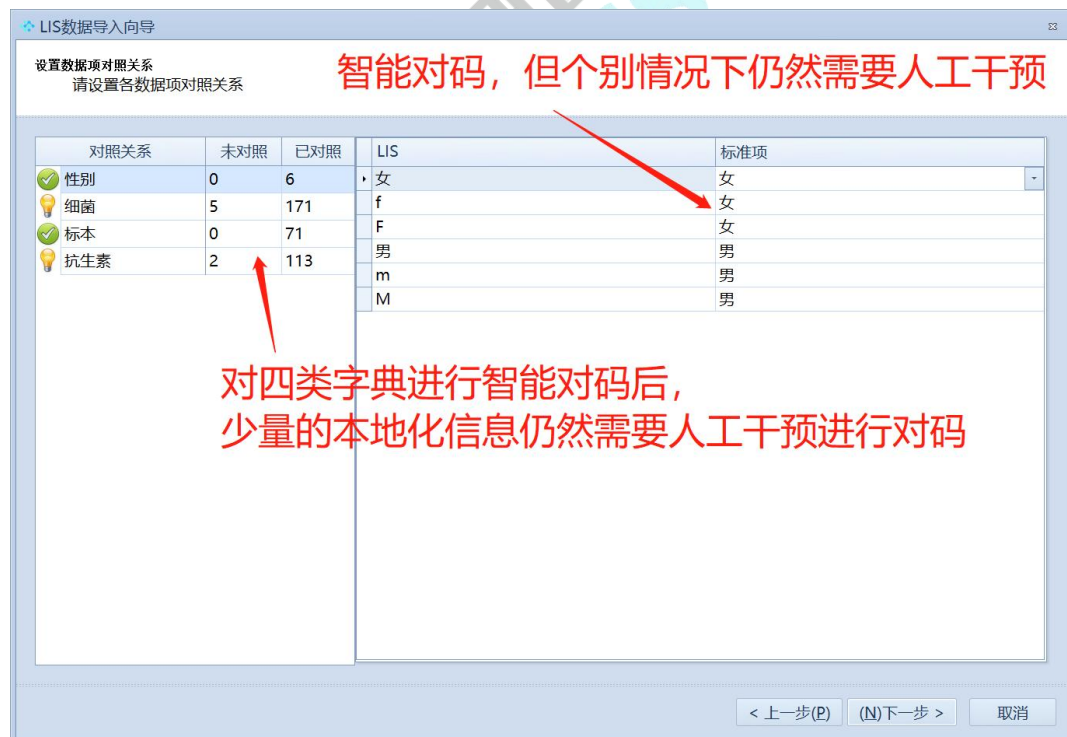 LIS数据导入向导
设置数据项对照关系
请设置各数据项对照关系
智能对码，但个别情况下仍然需要人工干预
对照关系 未对照 已对照
性别 0 6
细菌 5 171
标本 0 71
抗生素 2 113
LIS 标准项
女 女
f 女
F 女
男 男
m 男
M 男
对四类字典进行智能对码后，
少量的本地化信息仍然需要人工干预进行对码
< 上一步(P) (N)下一步 > 取消